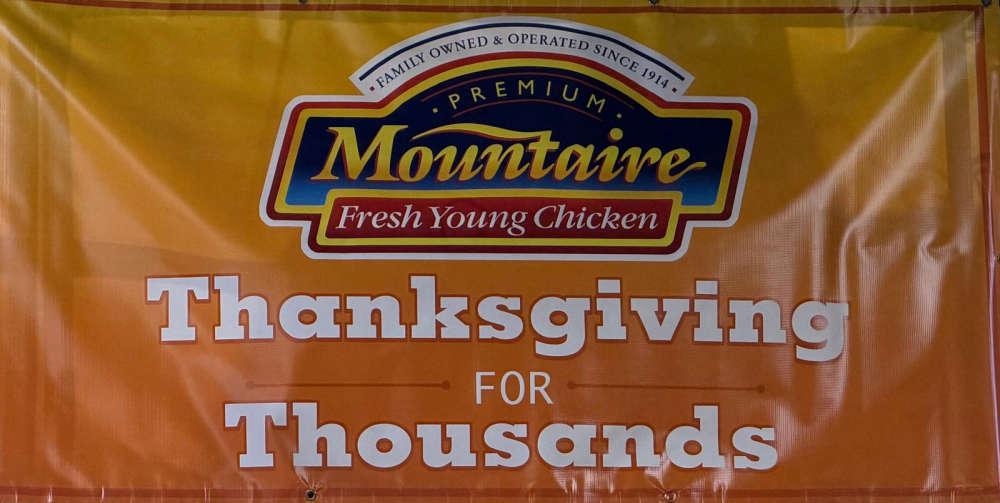 FAMILY OWNED & OPERATED SINCE 1914
PREMIUM
Mountaire
Fresh Young Chicken
Thanksgiving
FOR
Thousands